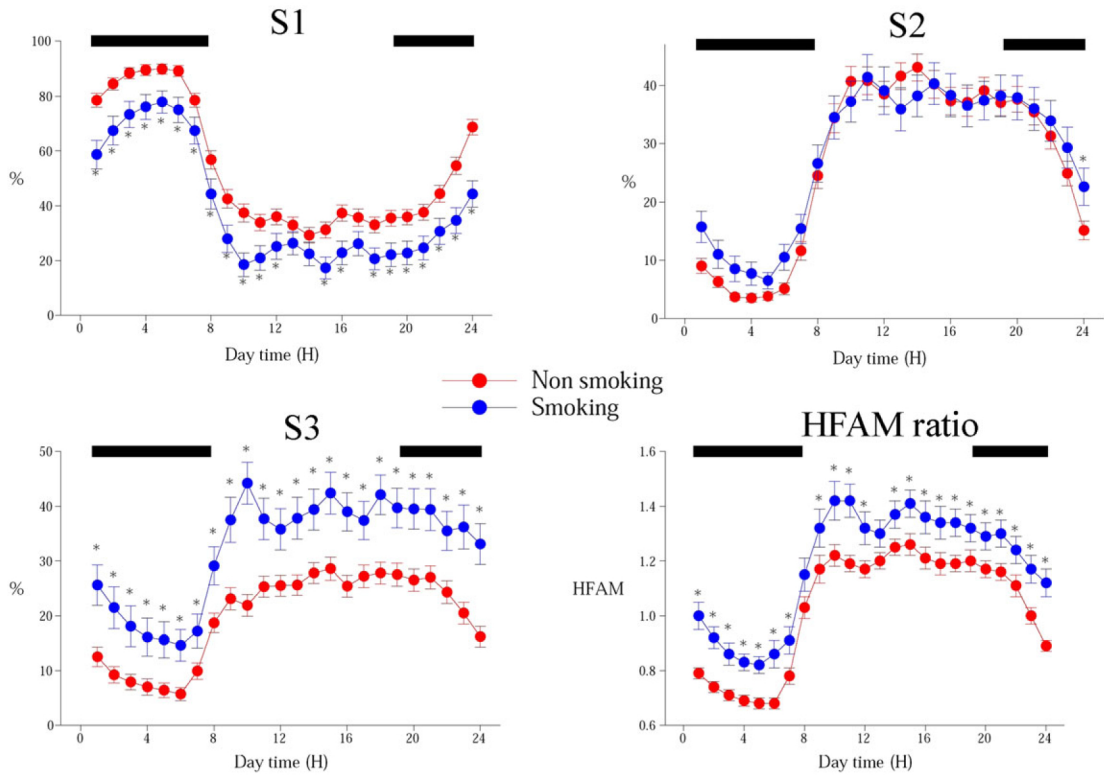 S1
100
80
60
40
20
0
%
0 4 8 12 16 20 24
Day time (H)
* * * * * * * * * * * * * * * * * * * * *
S2
40
30
20
10
0
%
0 4 8 12 16 20 24
Day time (H)
*
Non smoking
Smoking
S3
50
40
30
20
10
0
%
0 4 8 12 16 20 24
Day time (H)
* * * * * * * * * * * * * * * * * * * * * *
HFAM ratio
1.6
1.4
1.2
1.0
0.8
0.6
HFAM
0 4 8 12 16 20 24
Day time (H)
* * * * * * * * * * * * * * * * * * * * * *